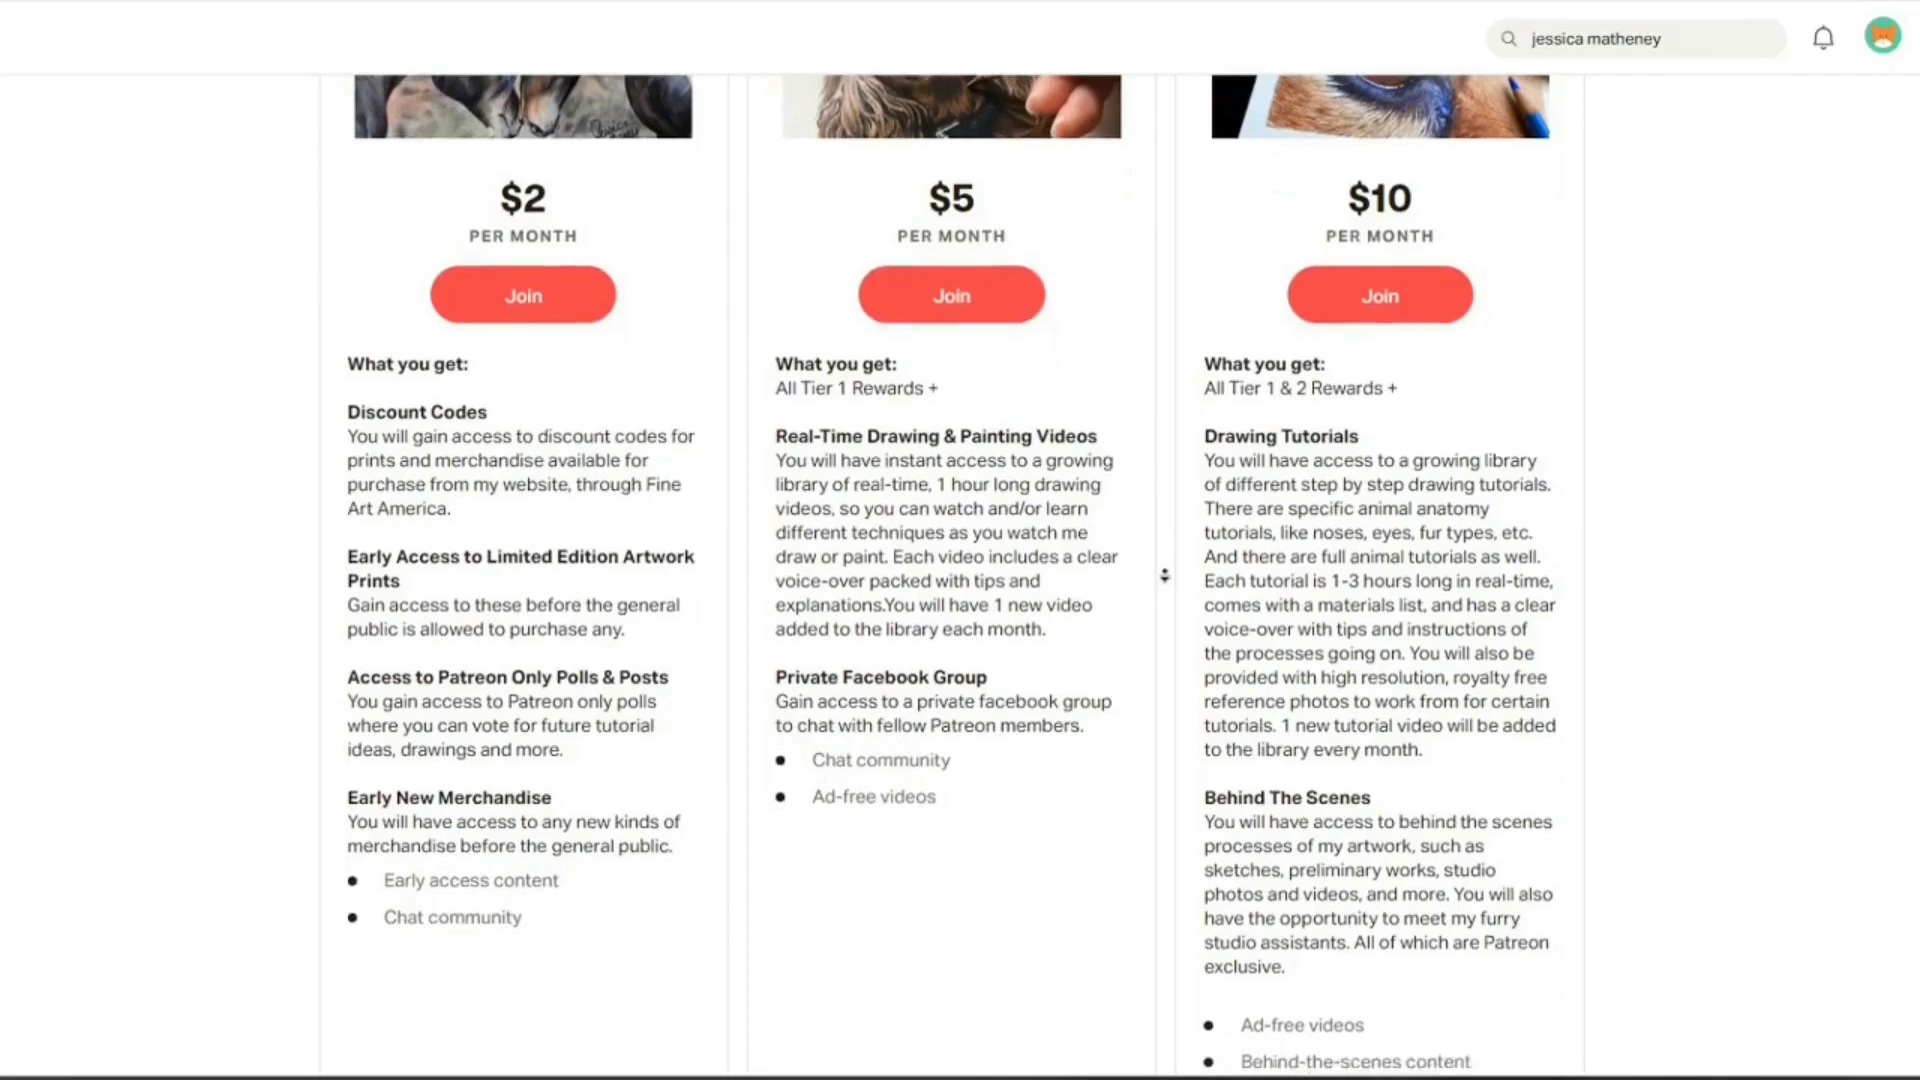 jessica matheney
$2
PER MONTH
Join
What you get:
Discount Codes
You will gain access to discount codes for
prints and merchandise available for
purchase from my website, through Fine
Art America.
Early Access to Limited Edition Artwork
Prints
Gain access to these before the general
public is allowed to purchase any.
Access to Patreon Only Polls & Posts
You gain access to Patreon only polls
where you can vote for future tutorial
ideas, drawings and more.
Early New Merchandise
You will have access to any new kinds of
merchandise before the general public.
Early access content
Chat community
$5
PER MONTH
Join
What you get:
All Tier 1 Rewards +
Real-Time Drawing & Painting Videos
You will have instant access to a growing
library of real-time, 1 hour long drawing
videos, so you can watch and/or learn
different techniques as you watch me
draw or paint. Each video includes a clear
voice-over packed with tips and
explanations.You will have 1 new video
added to the library each month.
Private Facebook Group
Gain access to a private facebook group
to chat with fellow Patreon members.
Chat community
Ad-free videos
$10
PER MONTH
Join
What you get:
All Tier 1 & 2 Rewards +
Drawing Tutorials
You will have access to a growing library
of different step by step drawing tutorials.
There are specific animal anatomy
tutorials, like noses, eyes, fur types, etc.
And there are full animal tutorials as well.
Each tutorial is 1-3 hours long in real-time,
comes with a materials list, and has a clear
voice-over with tips and instructions of
the processes going on. You will also be
provided with high resolution, royalty free
reference photos to work from for certain
tutorials. 1 new tutorial video will be added
to the library every month.
Behind The Scenes
You will have access to behind the scenes
processes of my artwork, such as
sketches, preliminary works, studio
photos and videos, and more. You will also
have the opportunity to meet my furry
studio assistants. All of which are Patreon
exclusive.
Ad-free videos
Behind-the-scenes content